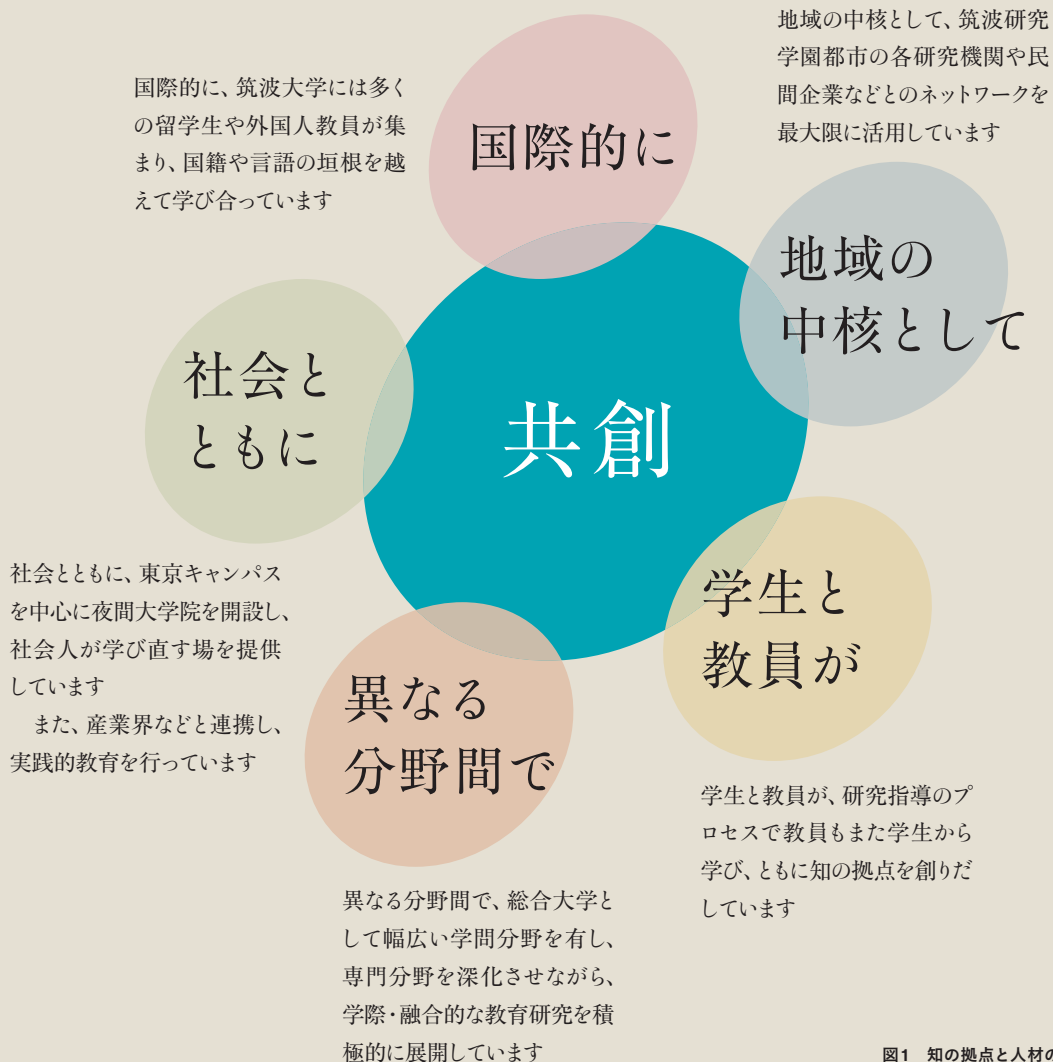 国際的に、筑波大学には多く
の留学生や外国人教員が集
まり、国籍や言語の垣根を越
えて学び合っています
国際的に
地域の中核として、筑波研究
学園都市の各研究機関や民
間企業などとのネットワークを
最大限に活用しています
地域の
中核として
社会と
ともに
共創
社会とともに、東京キャンパス
を中心に夜間大学院を開設し、
社会人が学び直す場を提供
しています
また、産業界などと連携し、
実践的教育を行っています
学生と
教員が
学生と教員が、研究指導のプ
ロセスで教員もまた学生から
学び、ともに知の拠点を創りだ
しています
異なる
分野間で
異なる分野間で、総合大学と
して幅広い学問分野を有し、
専門分野を深化させながら、
学際・融合的な教育研究を積
極的に展開しています
図1 知の拠点と人材の